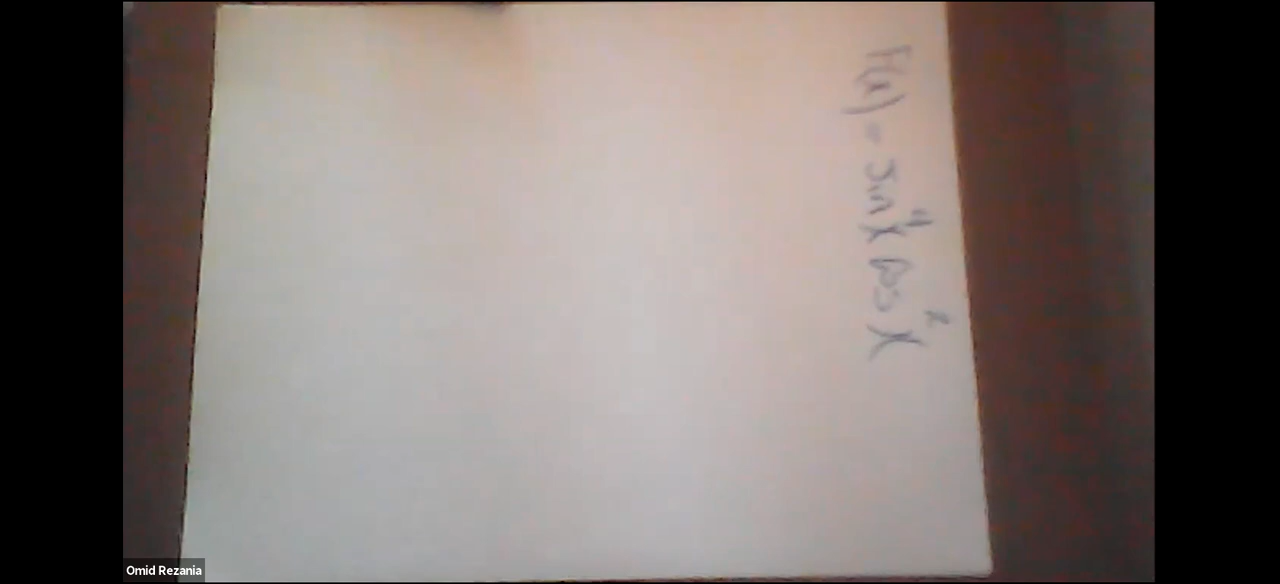 F(x) = sin⁴x cos²x
Omid Rezania